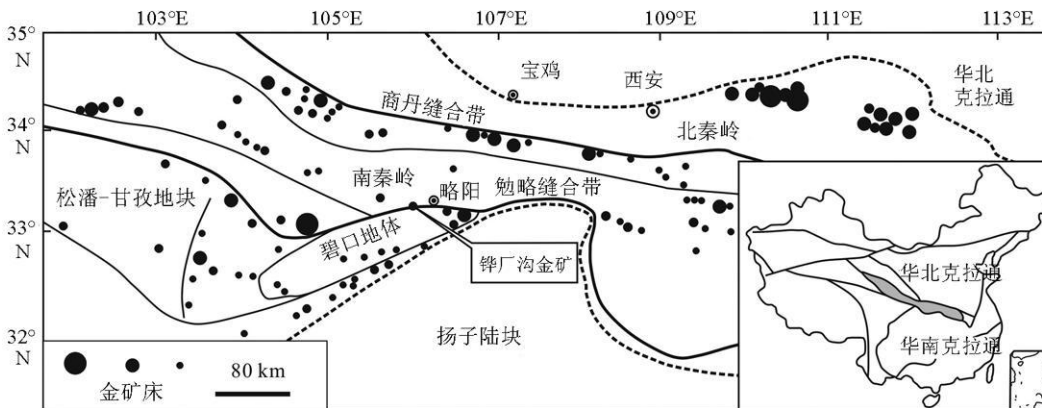 103°E
105°E
107°E
109°E
111°E
113°E
35°
N
34°
N
33°
N
32°
N
宝鸡
西安
华北
克拉通
商丹缝合带
北秦岭
南秦岭
略阳
勉略缝合带
松潘-甘孜地块
碧口地体
铧厂沟金矿
扬子陆块
金矿床
80 km
华北克拉通
华南克拉通